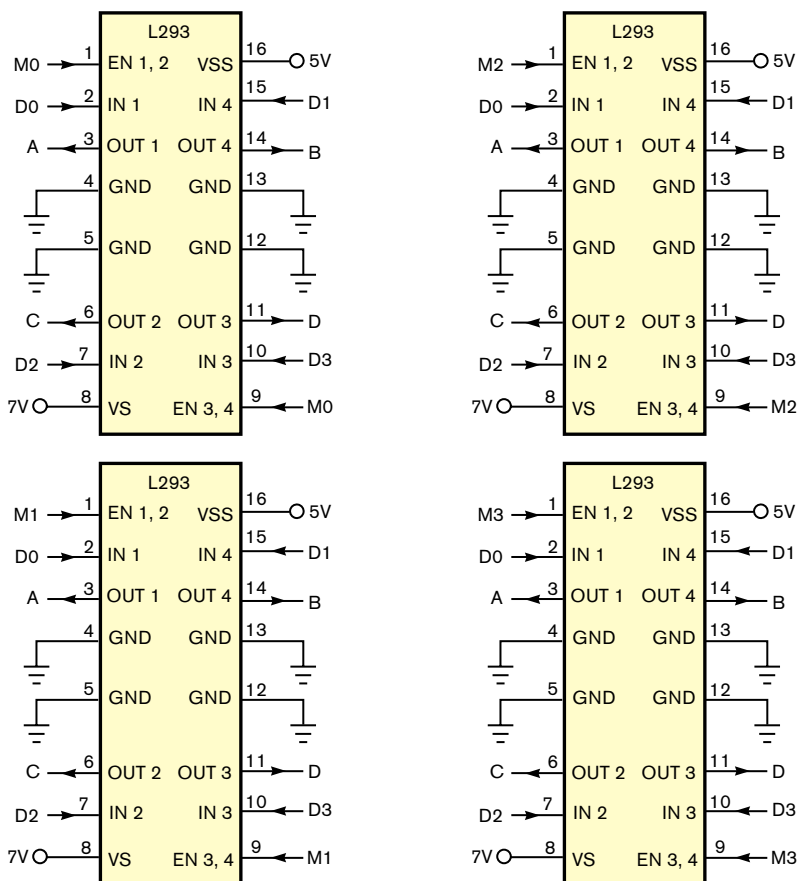 L293
M0 1 EN 1, 2 VSS 16 5V
D0 2 IN 1 IN 4 15 D1
A 3 OUT 1 OUT 4 14 B
4 GND GND 13
5 GND GND 12
C 6 OUT 2 OUT 3 11 D
D2 7 IN 2 IN 3 10 D3
7V 8 VS EN 3, 4 9 M0
L293
M2 1 EN 1, 2 VSS 16 5V
D0 2 IN 1 IN 4 15 D1
A 3 OUT 1 OUT 4 14 B
4 GND GND 13
5 GND GND 12
C 6 OUT 2 OUT 3 11 D
D2 7 IN 2 IN 3 10 D3
7V 8 VS EN 3, 4 9 M2
L293
M1 1 EN 1, 2 VSS 16 5V
D0 2 IN 1 IN 4 15 D1
A 3 OUT 1 OUT 4 14 B
4 GND GND 13
5 GND GND 12
C 6 OUT 2 OUT 3 11 D
D2 7 IN 2 IN 3 10 D3
7V 8 VS EN 3, 4 9 M1
L293
M3 1 EN 1, 2 VSS 16 5V
D0 2 IN 1 IN 4 15 D1
A 3 OUT 1 OUT 4 14 B
4 GND GND 13
5 GND GND 12
C 6 OUT 2 OUT 3 11 D
D2 7 IN 2 IN 3 10 D3
7V 8 VS EN 3, 4 9 M3